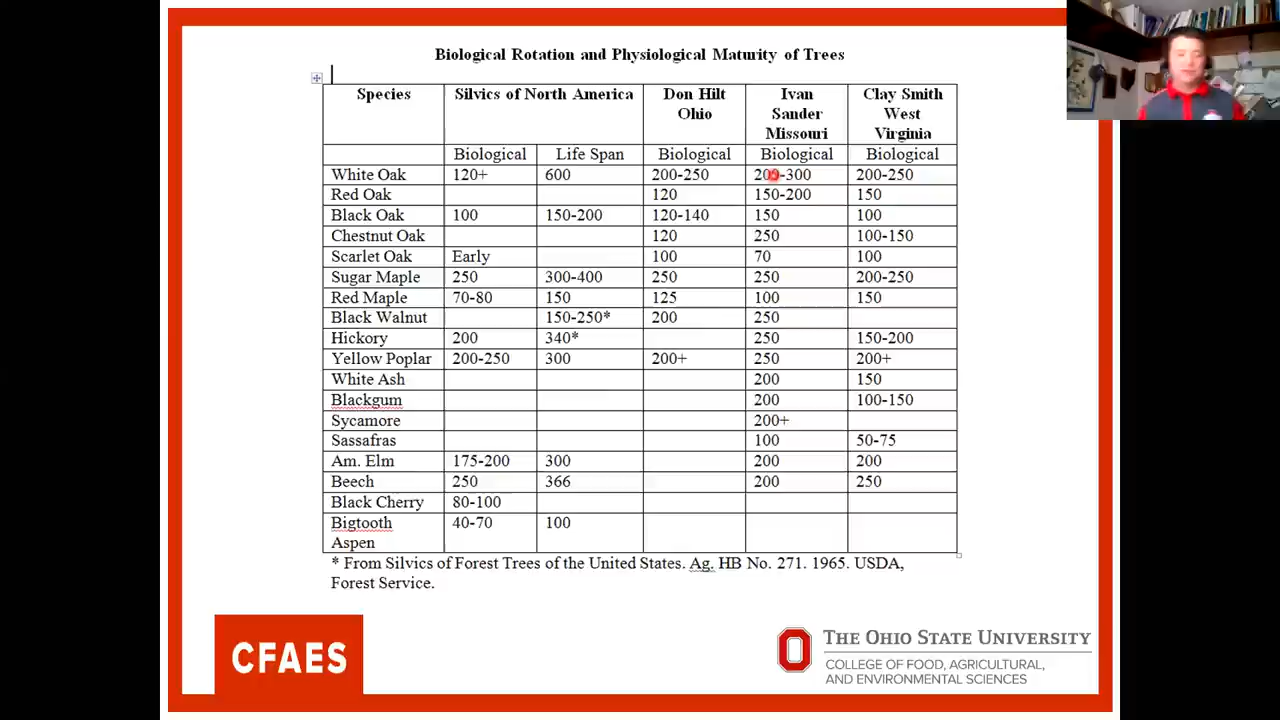 Biological Rotation and Physiological Maturity of Trees
Species Silvics of North America Don Hilt Ohio Ivan Sander Missouri Clay Smith West Virginia
Biological Life Span Biological Biological Biological
White Oak 120+ 600 200-250 200-300 200-250
Red Oak 120 150-200 150
Black Oak 100 150-200 120-140 150 100
Chestnut Oak 120 250 100-150
Scarlet Oak Early 100 70 100
Sugar Maple 250 300-400 250 250 200-250
Red Maple 70-80 150 125 100 150
Black Walnut 150-250* 200 250
Hickory 200 340* 250 150-200
Yellow Poplar 200-250 300 200+ 250 200+
White Ash 200 150
Blackgum 200 100-150
Sycamore 200+
Sassafras 100 50-75
Am. Elm 175-200 300 200 200
Beech 250 366 200 250
Black Cherry 80-100
Bigtooth Aspen 40-70 100
* From Silvics of Forest Trees of the United States. Ag. HB No. 271. 1965. USDA,
Forest Service.
CFAES
THE OHIO STATE UNIVERSITY
COLLEGE OF FOOD, AGRICULTURAL,
AND ENVIRONMENTAL SCIENCES